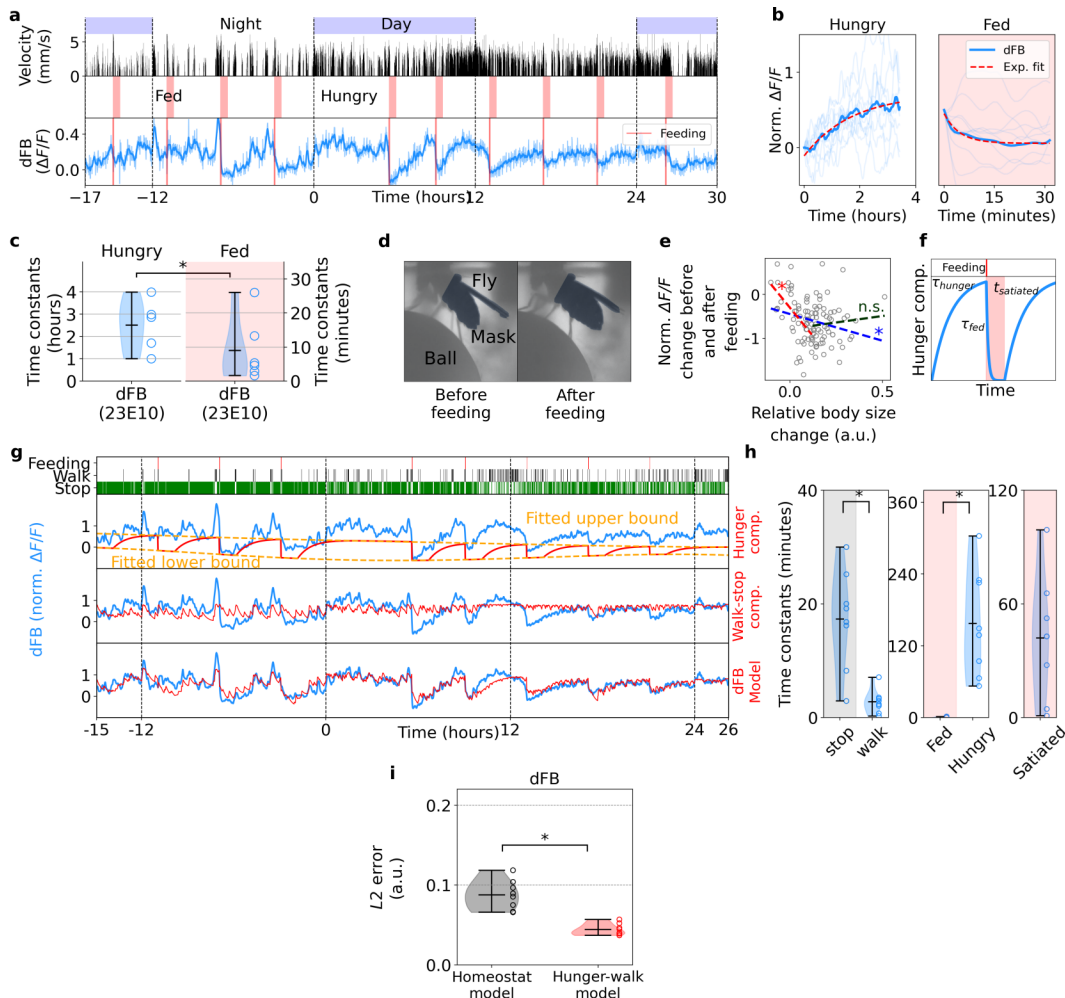 a
Night
Day
Velocity
(mm/s)
5
0
Fed
Hungry
dFB
(ΔF/F)
0.4
0.0
Feeding
−17
−12
0
Time (hours)
12
24
30
b
Hungry
Fed
Norm. ΔF/F
1
0
dFB
Exp. fit
0
2
4
0
15
30
Time (hours)
Time (minutes)
c
Hungry
Fed
*
Time constants
(hours)
5
4
3
2
1
0
30
20
10
0
Time constants
(minutes)
dFB
(23E10)
dFB
(23E10)
d
Fly
Mask
Ball
Before
feeding
After
feeding
e
Norm. ΔF/F
change before
and after
feeding
0
-1
*
n.s.
*
0.0
0.5
Relative body size
change (a.u.)
f
Feeding
Hunger comp.
τhunger
tsatiated
τfed
Time
g
Feeding
Walk
Stop
dFB (norm. ΔF/F)
1
0
Fitted upper bound
Fitted lower bound
Hunger
comp.
1
0
Walk-stop
comp.
1
0
dFB
Model
-15
-12
0
Time (hours)
12
24
26
h
Time constants (minutes)
40
20
0
*
stop
walk
360
240
120
0
*
Fed
Hungry
120
60
0
Satiated
i
dFB
L2 error
(a.u.)
0.2
0.1
0.0
*
Homeostat
model
Hunger-walk
model